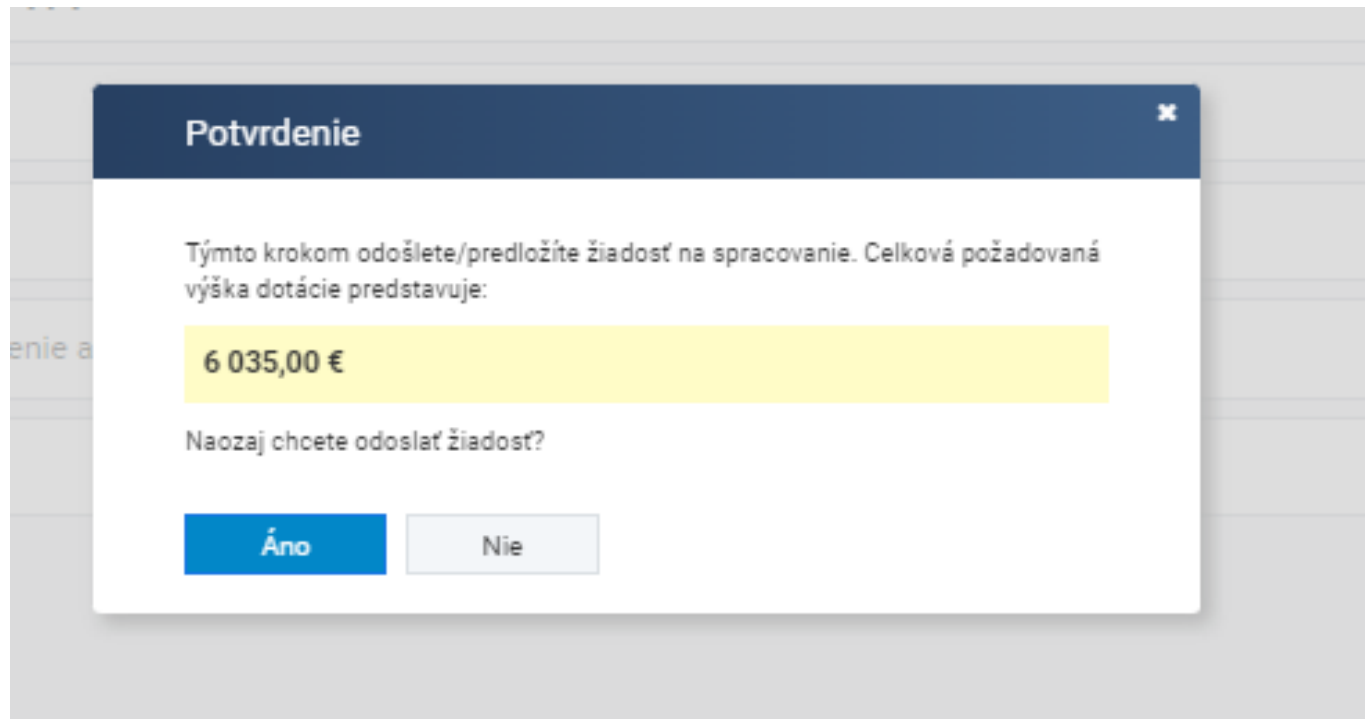 Potvrdenie
Týmto krokom odošlete/predložíte žiadosť na spracovanie. Celková požadovaná
výška dotácie predstavuje:
enie a
6 035,00 €
Naozaj chcete odoslať žiadosť?
Áno
Nie